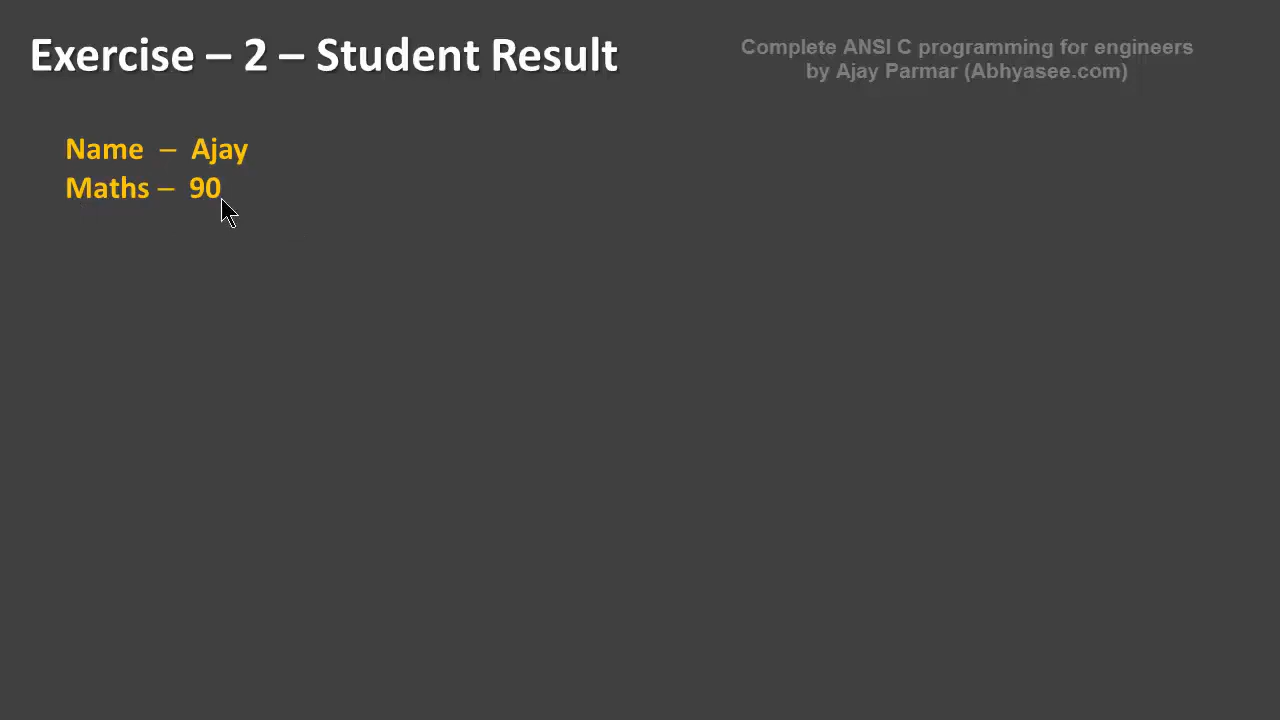 Exercise – 2 – Student Result
Complete ANSI C programming for engineers
by Ajay Parmar (Abhyasee.com)
Name – Ajay
Maths – 90